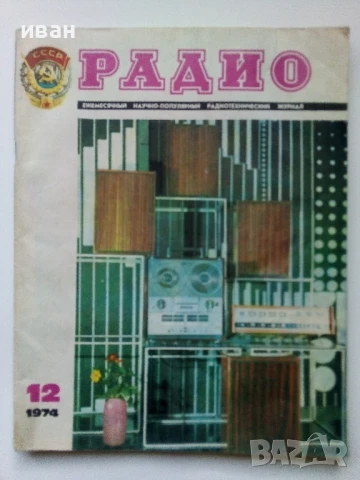 иван
СССР
РАДИО
ЕЖЕМЕСЯЧНЫЙ НАУЧНО-ПОПУЛЯРНЫЙ РАДИОТЕХНИЧЕСКИЙ ЖУРНАЛ
12
1974
BAZAR